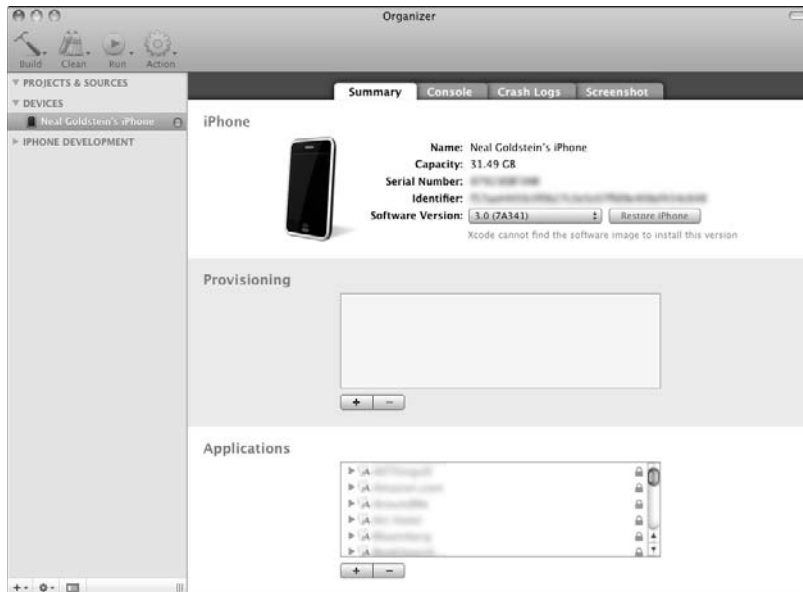 Organizer
Build Clean Run Action
PROJECTS & SOURCES
DEVICES
Neal Goldstein's iPhone
IPHONE DEVELOPMENT
Summary Console Crash Logs Screenshot
iPhone
Name: Neal Goldstein's iPhone
Capacity: 31.49 GB
Serial Number:
Identifier:
Software Version: 3.0 (7A341) Restore iPhone
Xcode cannot find the software image to install this version
Provisioning
+ −
Applications
+ −